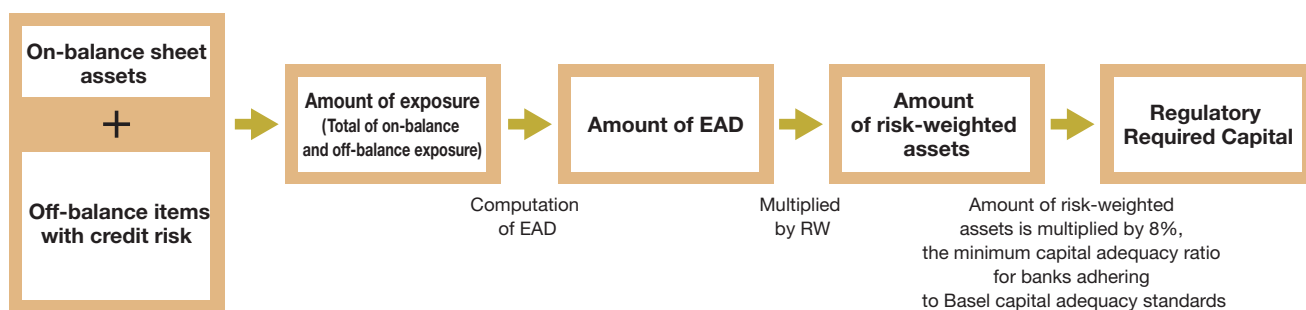 On-balance sheet
assets
+
Off-balance items
with credit risk
Amount of exposure
(Total of on-balance
and off-balance exposure)
Computation
of EAD
Amount of EAD
Multiplied
by RW
Amount
of risk-weighted
assets
Amount of risk-weighted
assets is multiplied by 8%,
the minimum capital adequacy ratio
for banks adhering
to Basel capital adequacy standards
Regulatory
Required Capital